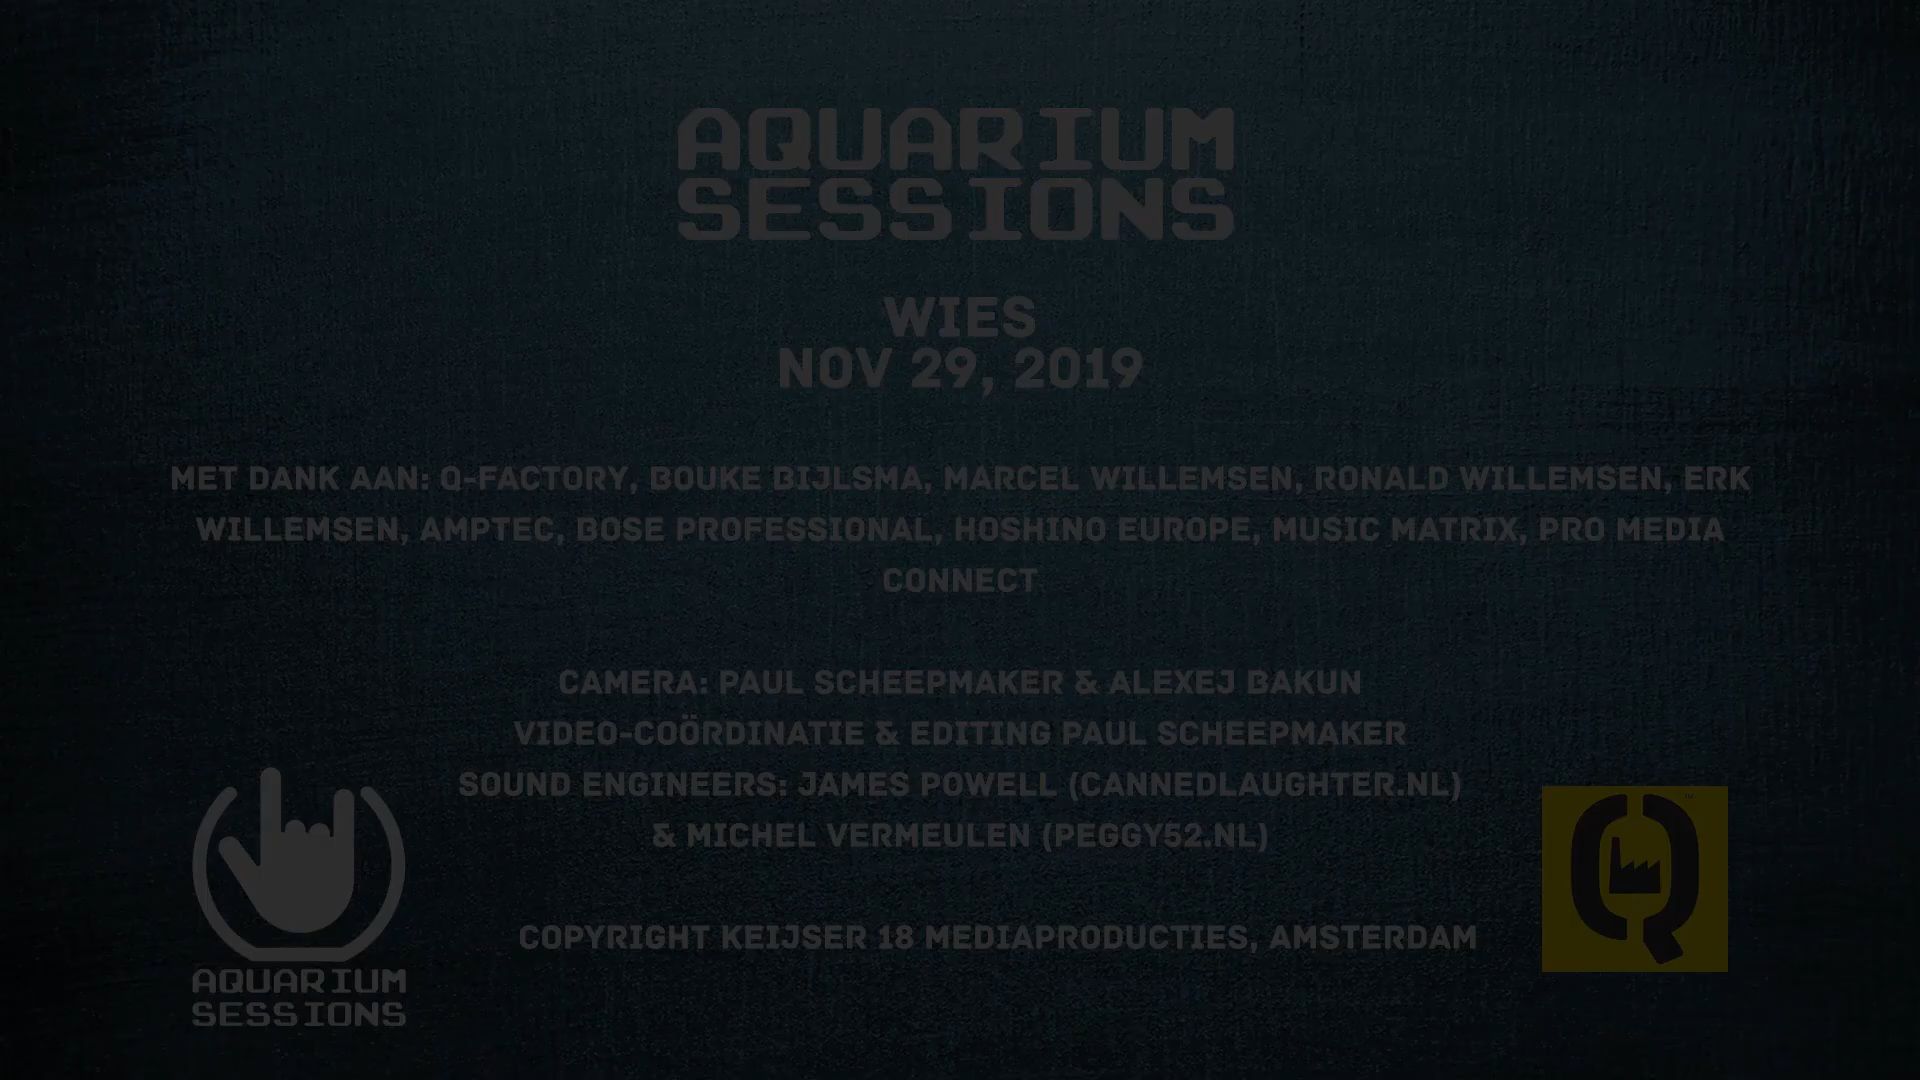 AQUARIUM
SESSIONS
WIES
NOV 29, 2019
MET DANK AAN: Q-FACTORY, BOUKE BIJLSMA, MARCEL WILLEMSEN, RONALD WILLEMSEN, ERK
WILLEMSEN, AMPTEC, BOSE PROFESSIONAL, HOSHINO EUROPE, MUSIC MATRIX, PRO MEDIA
CONNECT
CAMERA: PAUL SCHEEPMAKER & ALEXEJ BAKUN
VIDEO-COÖRDINATIE & EDITING PAUL SCHEEPMAKER
SOUND ENGINEERS: JAMES POWELL (CANNEDLAUGHTER.NL)
& MICHEL VERMEULEN (PEGGY52.NL)
COPYRIGHT KEIJSER 18 MEDIAPRODUCTIES, AMSTERDAM
AQUARIUM
SESSIONS
Q™